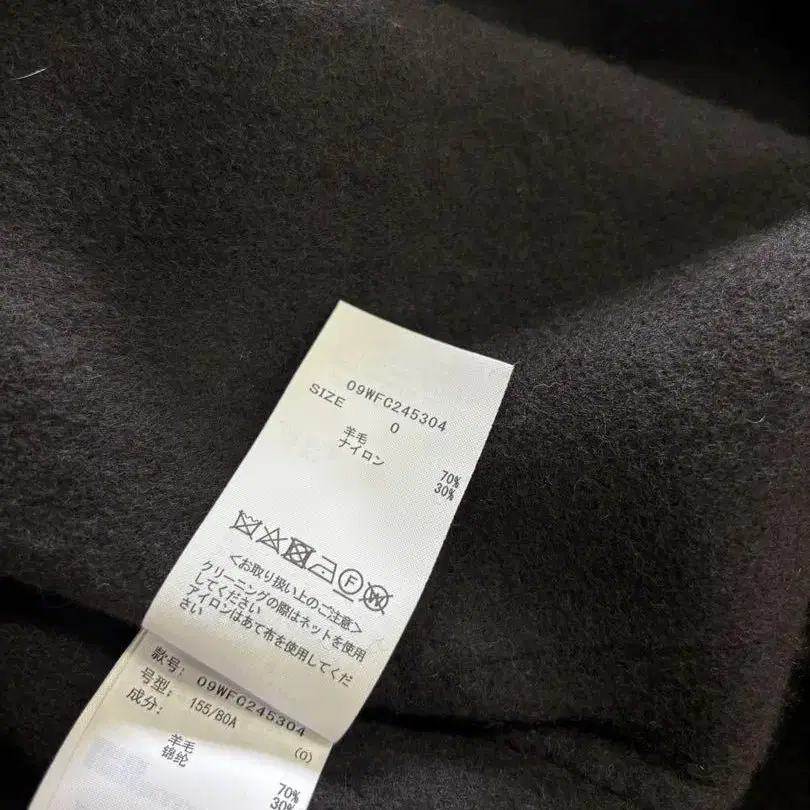 09WFC245304
SIZE 0
羊毛 70%
ナイロン 30%
F
W
<お取り扱い上のご注意>
クリーニングの際はネットを使用
してください
アイロンはあて布を使用してくだ
さい
款号: 09WFC245304
号型: 155/80A (0)
成分:
羊毛 70%
锦纶 30%